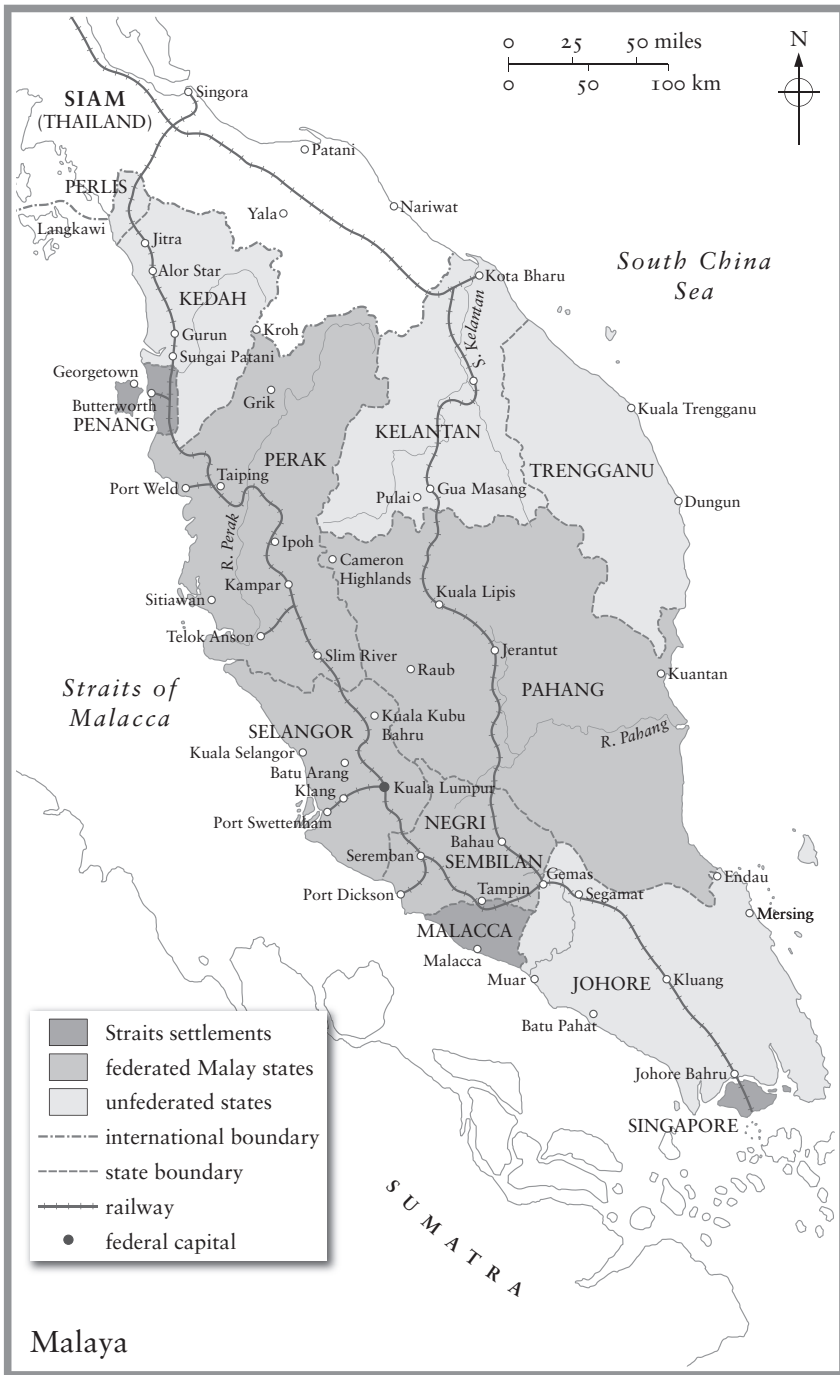 0 25 50 miles
0 50 100 km
N
SIAM
(THAILAND)
Singora
Patani
PERLIS
Yala
Nariwat
Langkawi
Jitra
Alor Star
KEDAH
Kota Bharu
South China
Sea
S. Kelantan
Gurun
Kroh
Sungai Patani
Georgetown
Butterworth
PENANG
Grik
Kuala Trengganu
KELANTAN
PERAK
TRENGGANU
Taiping
Port Weld
Pulai
Gua Masang
Dungun
R. Perak
Ipoh
Cameron
Highlands
Kampar
Sitiawan
Kuala Lipis
Telok Anson
Slim River
Jerantut
Raub
Kuantan
PAHANG
Straits of
Malacca
SELANGOR
Kuala Kubu
Bahru
R. Pahang
Kuala Selangor
Batu Arang
Klang
Kuala Lumpur
Port Swettenham
NEGRI
SEMBILAN
Bahau
Seremban
Gemas
Endau
Port Dickson
Tampin
Segamat
Mersing
MALACCA
Malacca
Muar
JOHORE
Kluang
Batu Pahat
Johore Bahru
SINGAPORE
SUMATRA
Straits settlements
federated Malay states
unfederated states
international boundary
state boundary
railway
federal capital
Malaya